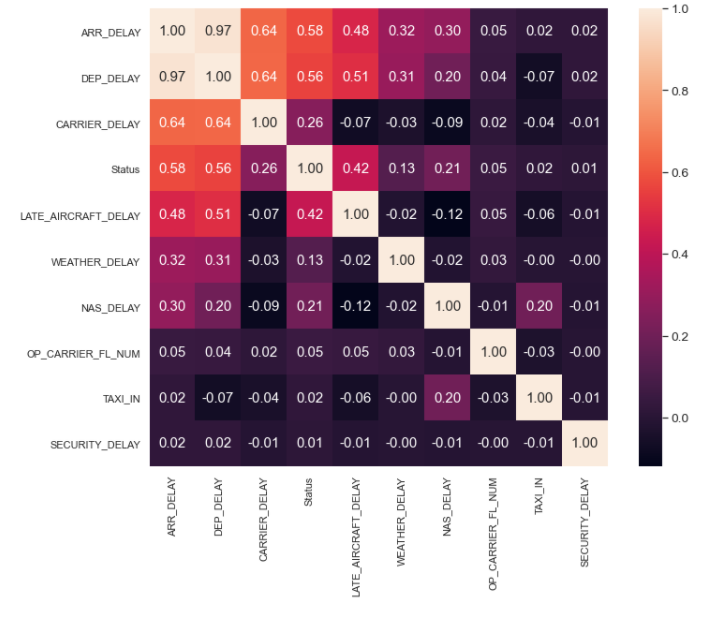 ARR_DELAY 1.00 0.97 0.64 0.58 0.48 0.32 0.30 0.05 0.02 0.02
DEP_DELAY 0.97 1.00 0.64 0.56 0.51 0.31 0.20 0.04 -0.07 0.02
CARRIER_DELAY 0.64 0.64 1.00 0.26 -0.07 -0.03 -0.09 0.02 -0.04 -0.01
Status 0.58 0.56 0.26 1.00 0.42 0.13 0.21 0.05 0.02 0.01
LATE_AIRCRAFT_DELAY 0.48 0.51 -0.07 0.42 1.00 -0.02 -0.12 0.05 -0.06 -0.01
WEATHER_DELAY 0.32 0.31 -0.03 0.13 -0.02 1.00 -0.02 0.03 -0.00 -0.00
NAS_DELAY 0.30 0.20 -0.09 0.21 -0.12 -0.02 1.00 -0.01 0.20 -0.01
OP_CARRIER_FL_NUM 0.05 0.04 0.02 0.05 0.05 0.03 -0.01 1.00 -0.03 -0.00
TAXI_IN 0.02 -0.07 -0.04 0.02 -0.06 -0.00 0.20 -0.03 1.00 -0.01
SECURITY_DELAY 0.02 0.02 -0.01 0.01 -0.01 -0.00 -0.01 -0.00 -0.01 1.00
ARR_DELAY
DEP_DELAY
CARRIER_DELAY
Status
LATE_AIRCRAFT_DELAY
WEATHER_DELAY
NAS_DELAY
OP_CARRIER_FL_NUM
TAXI_IN
SECURITY_DELAY
1.0
0.8
0.6
0.4
0.2
0.0